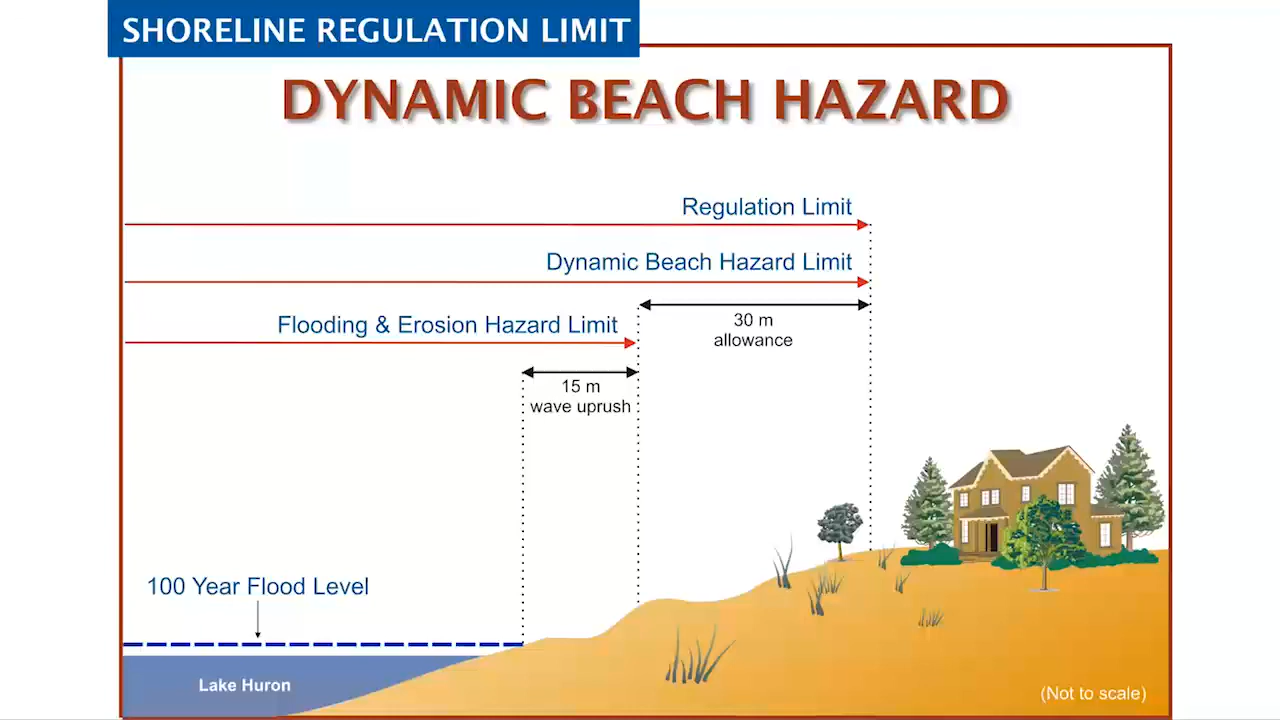 SHORELINE REGULATION LIMIT
DYNAMIC BEACH HAZARD
Regulation Limit
Dynamic Beach Hazard Limit
30 m
allowance
Flooding & Erosion Hazard Limit
15 m
wave uprush
100 Year Flood Level
Lake Huron
(Not to scale)